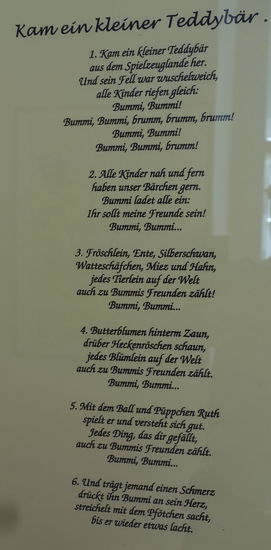 Kam ein kleiner Teddybär .
1. Kam ein kleiner Teddybär
aus dem Spielzeuglande her.
Und sein Fell war wuschelweich,
alle Kinder riefen gleich:
Bummi, Bummi!
Bummi, Bummi, brumm, brumm, brumm!
Bummi, Bummi!
Bummi, Bummi, brumm!
2. Alle Kinder nah und fern
haben unser Bärchen gern.
Bummi ladet alle ein:
Ihr sollt meine Freunde sein!
Bummi, Bummi...
3. Fröschlein, Ente, Silberschwan,
Watteschäfchen, Miez und Hahn,
jedes Tierlein auf der Welt
auch zu Bummis Freunden zählt!
Bummi, Bummi...
4. Butterblumen hinterm Zaun,
drüber Heckenröschen schaun,
jedes Blümlein auf der Welt
auch zu Bummis Freunden zählt.
Bummi, Bummi...
5. Mit dem Ball und Püppchen Ruth
spielt er und versteht sich gut.
Jedes Ding, das dir gefällt,
auch zu Bummis Freunden zählt.
Bummi, Bummi...
6. Und trägt jemand einen Schmerz
drückt ihn Bummi an sein Herz,
streichelt mit dem Pfötchen sacht,
bis er wieder etwas lacht.